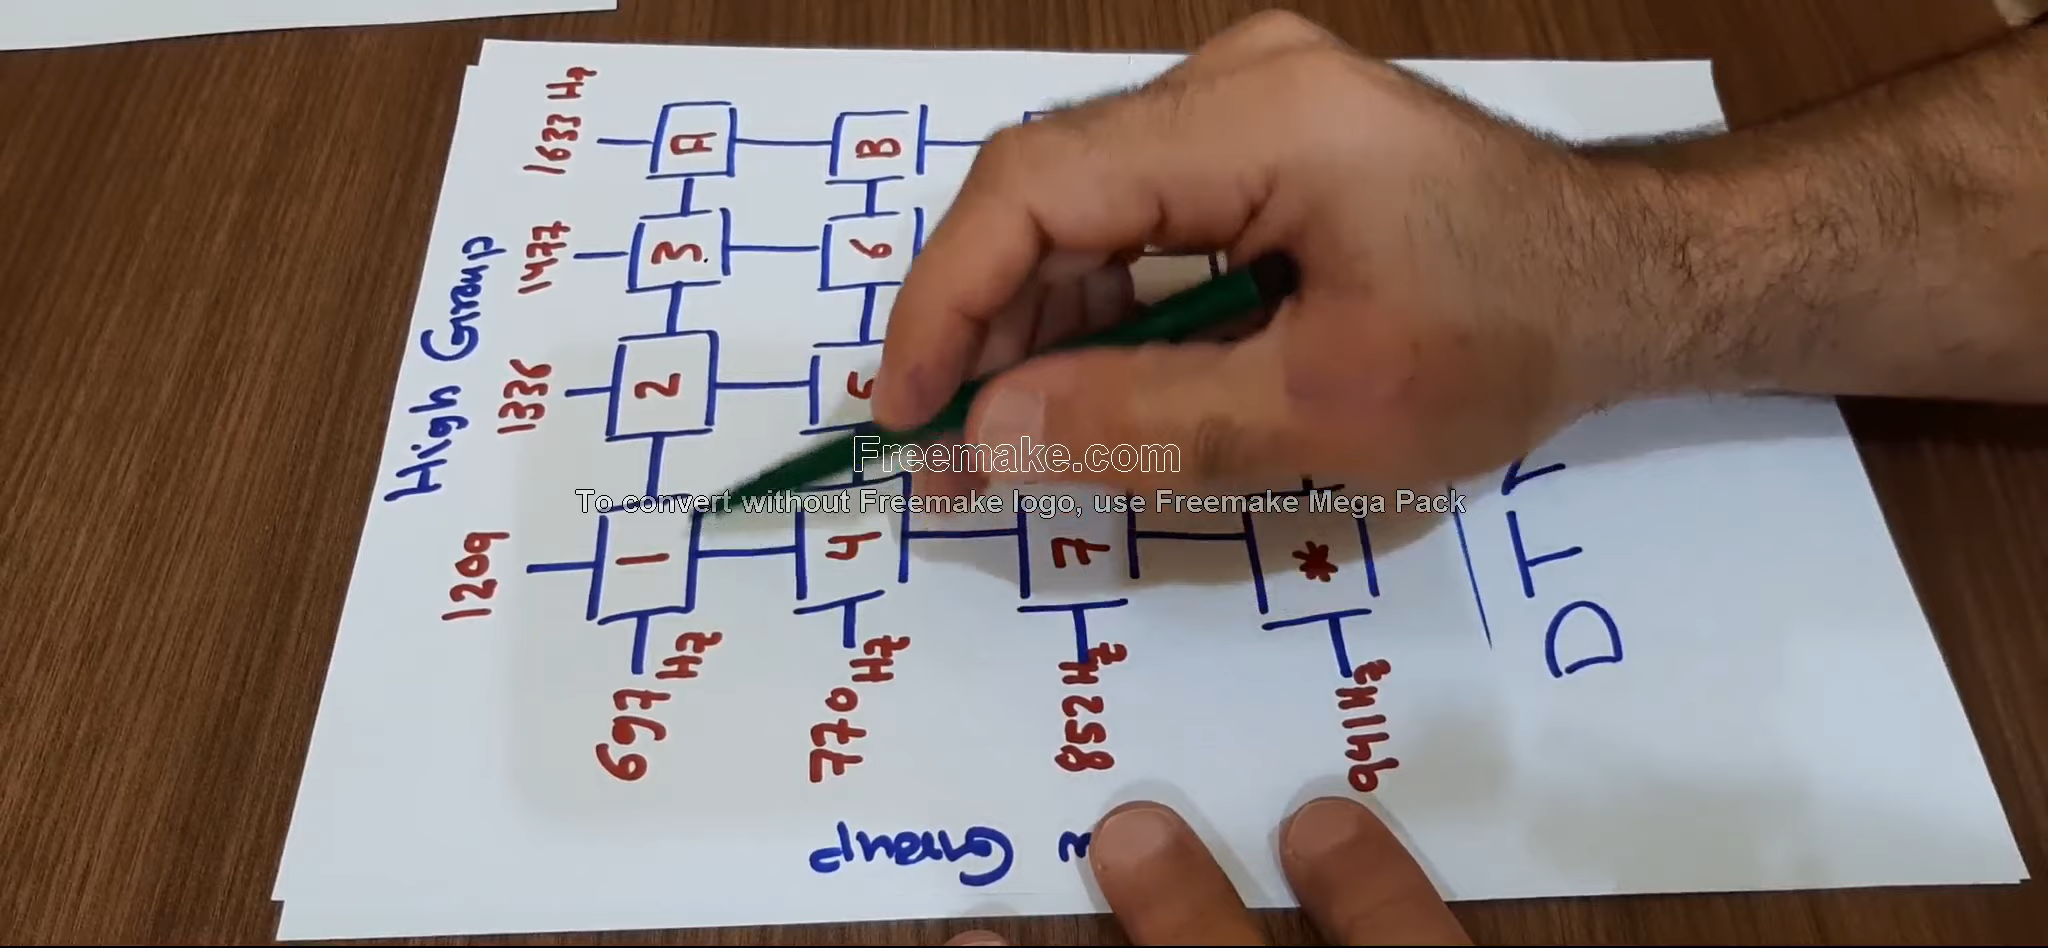 High Group
1209
1336
1477
1633 Hz
697 Hz
1
2
3
A
770 Hz
4
5
6
B
852 Hz
7
941 Hz
*
Group
DT
Freemake.com
To convert without Freemake logo, use Freemake Mega Pack